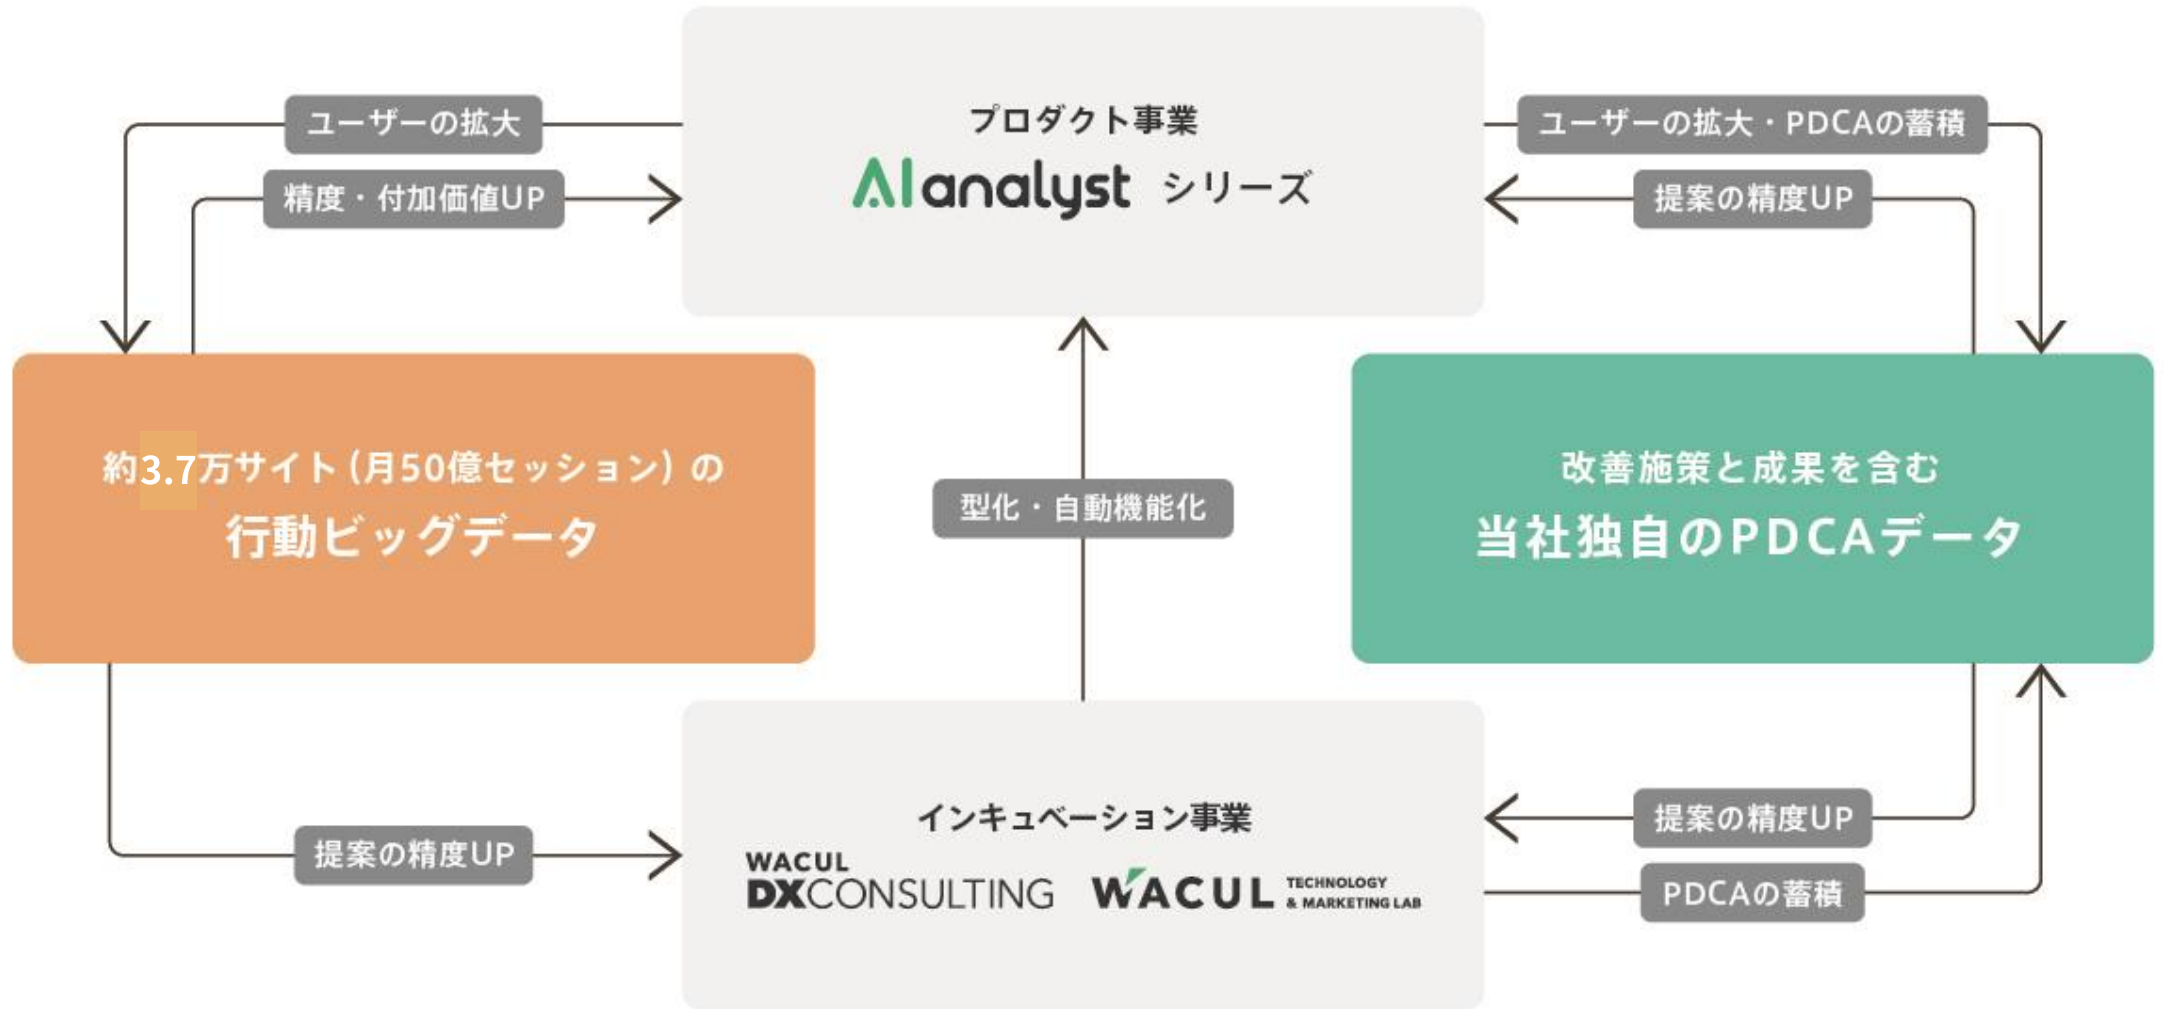 プロダクト事業
AI analyst シリーズ
ユーザーの拡大
精度・付加価値UP
ユーザーの拡大・PDCAの蓄積
提案の精度UP
約3.7万サイト(月50億セッション)の
行動ビッグデータ
型化・自動機能化
改善施策と成果を含む
当社独自のPDCAデータ
提案の精度UP
インキュベーション事業
WACUL
DXCONSULTING
WACUL TECHNOLOGY
& MARKETING LAB
提案の精度UP
PDCAの蓄積